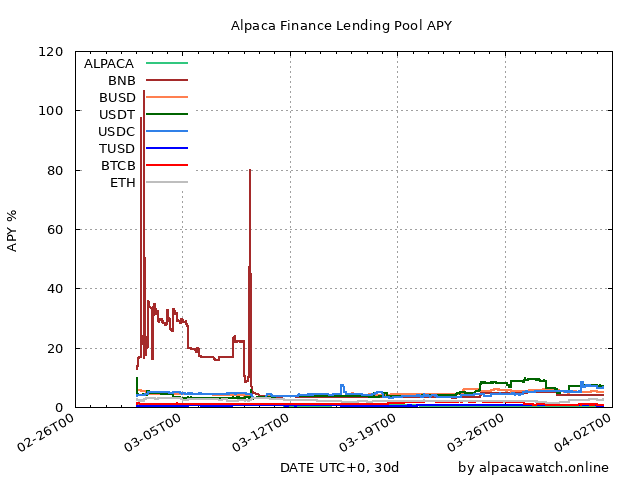 Alpaca Finance Lending Pool APY
120
100
80
60
40
20
0
APY %
ALPACA
BNB
BUSD
USDT
USDC
TUSD
BTCB
ETH
02-26T00
03-05T00
03-12T00
03-19T00
03-26T00
04-02T00
DATE UTC+0, 30d
by alpacawatch.online